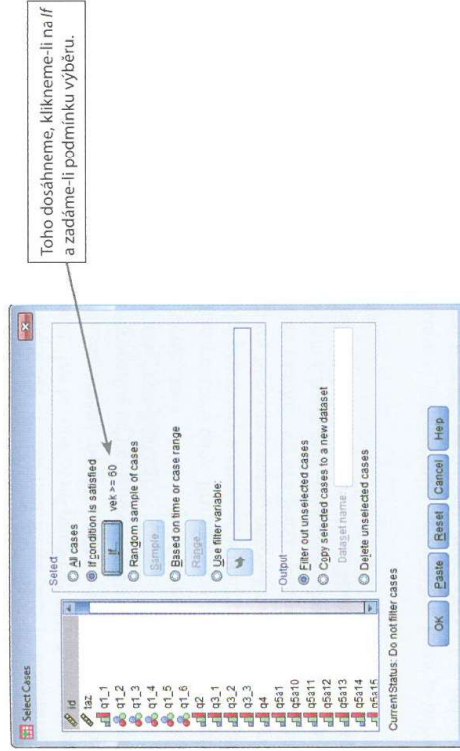 Toho dosáhneme, klikneme-li na If
a zadáme-li podmínku výběru.
Select Cases
id
taz
q1_1
q1_2
q1_3
q1_4
q1_5
q1_6
q2
q3_1
q3_2
q3_3
q4
q5a1
q5a10
q5a11
q5a12
q5a13
q5a14
q5a15
Select
All cases
If condition is satisfied
If... vek >= 60
Random sample of cases
Sample...
Based on time or case range
Range...
Use filter variable:
Output
Filter out unselected cases
Copy selected cases to a new dataset
Dataset name:
Delete unselected cases
Current Status: Do not filter cases
OK Paste Reset Cancel Help